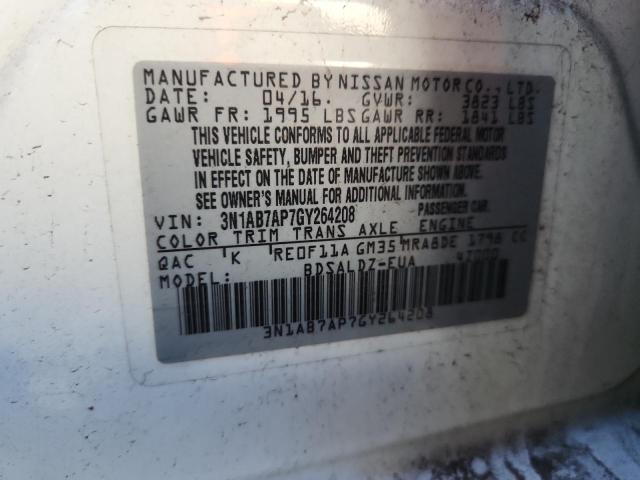 MANUFACTURED BY NISSAN MOTOR CO., LTD.
DATE: 04/16. GVWR: 3823 LBS
GAWR FR: 1995 LBS GAWR RR: 1841 LBS
THIS VEHICLE CONFORMS TO ALL APPLICABLE FEDERAL MOTOR
VEHICLE SAFETY, BUMPER AND THEFT PREVENTION STANDARDS
IN EFFECT ON THE DATE OF MANUFACTURE SHOWN ABOVE.
SEE OWNER'S MANUAL FOR ADDITIONAL INFORMATION.
VIN: 3N1AB7AP7GY264208 PASSENGER CAR.
COLOR TRIM TRANS AXLE ENGINE
QAC K RE0F11A GM35 MRA8DE 1798 CC
MODEL: BDSALDZ-EUA 47000
3N1AB7AP7GY264208